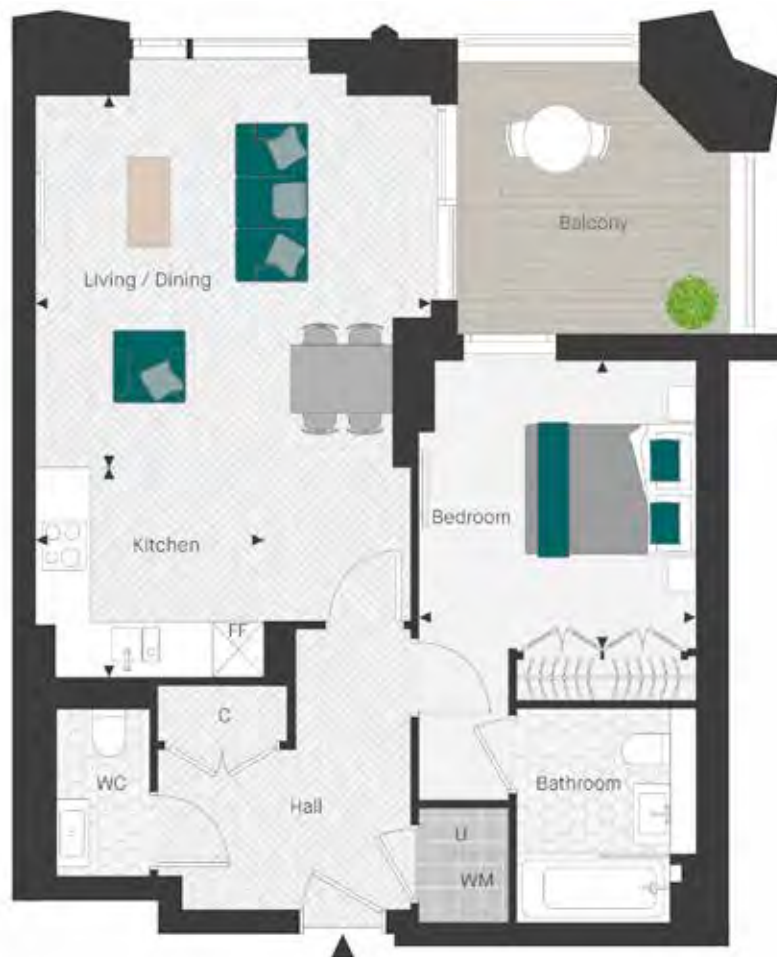 Balcony
Living / Dining
Bedroom
Kitchen
FF
C
WC
Hall
Bathroom
U
WM